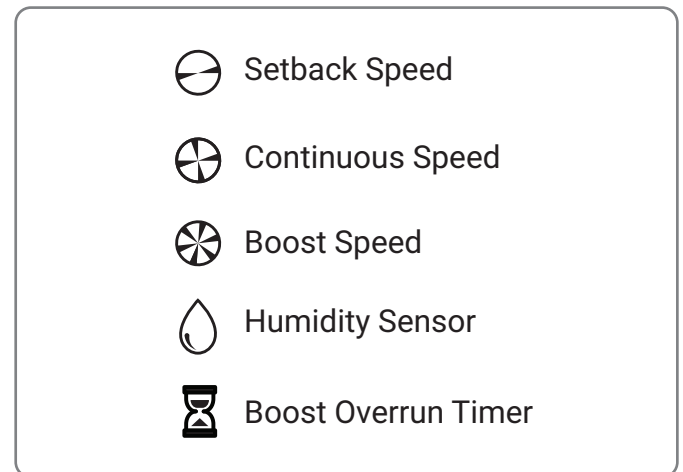 Setback Speed
Continuous Speed
Boost Speed
Humidity Sensor
Boost Overrun Timer